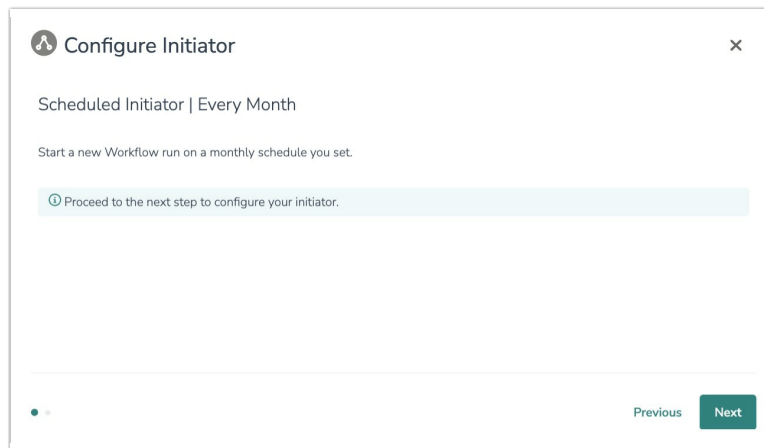 Configure Initiator
Scheduled Initiator | Every Month
Start a new Workflow run on a monthly schedule you set.
Proceed to the next step to configure your initiator.
Previous
Next